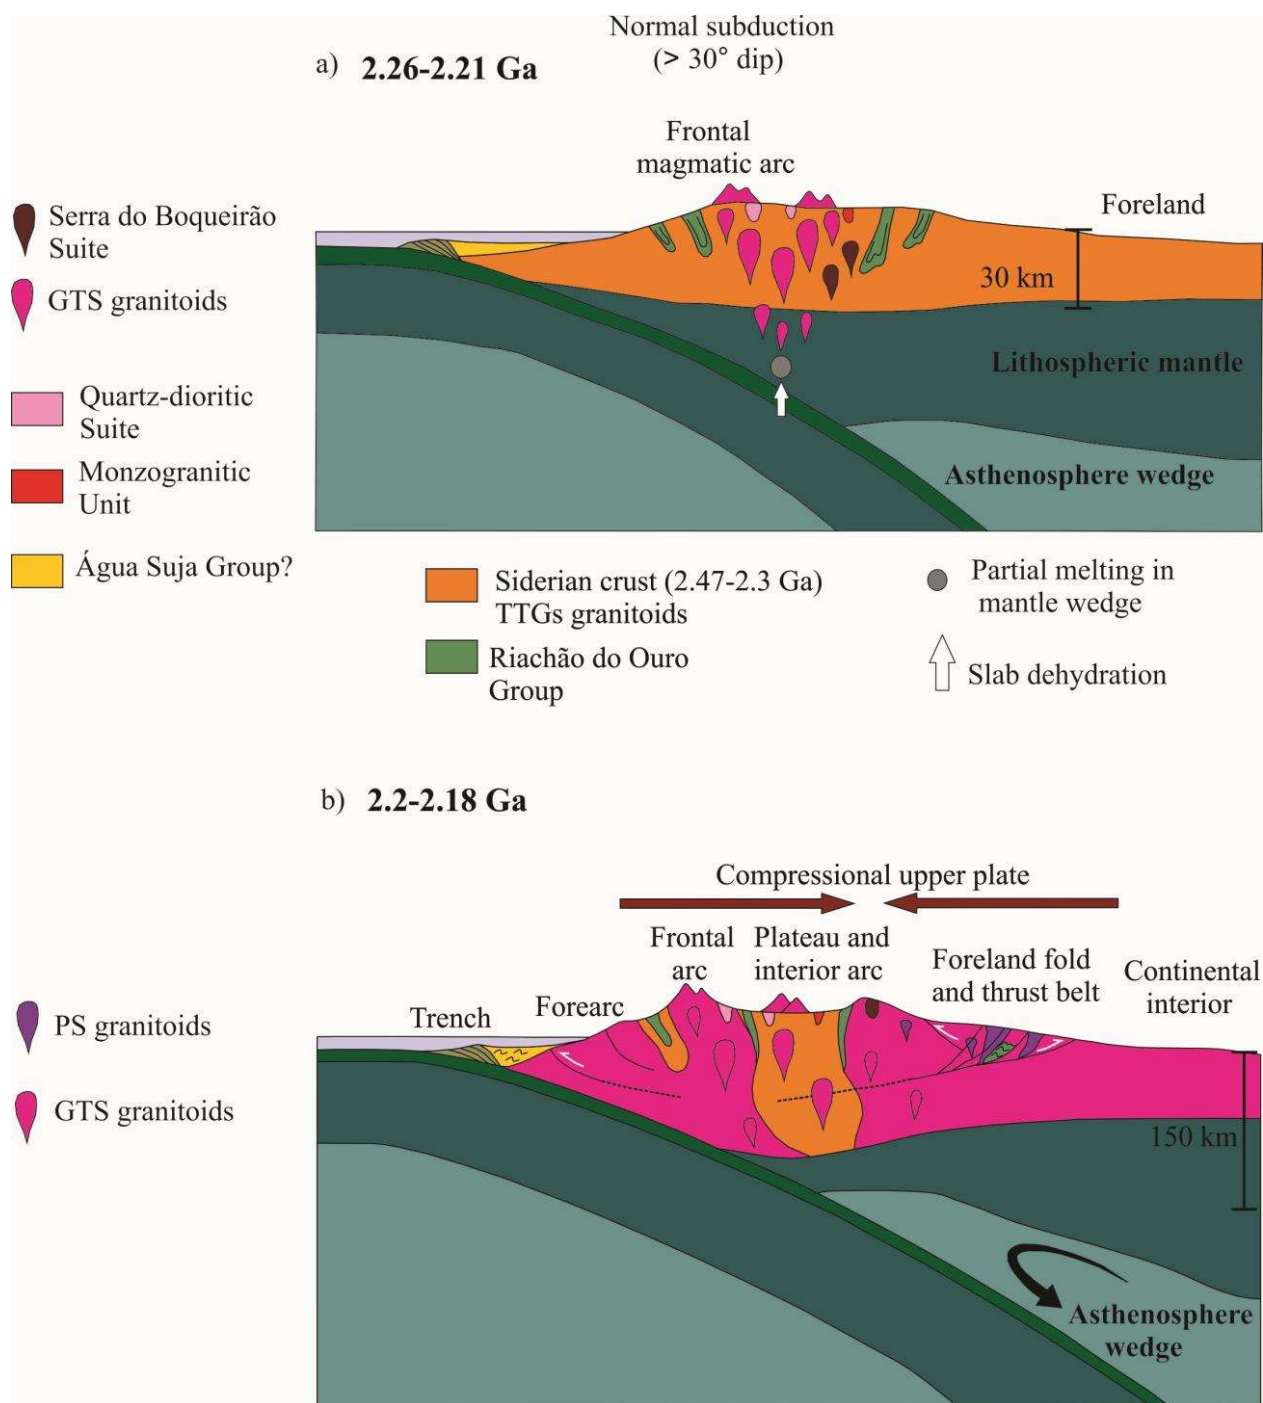 Normal subduction
(> 30° dip)
a) 2.26-2.21 Ga
Frontal
magmatic arc
Foreland
30 km
Lithospheric mantle
Asthenosphere wedge
Serra do Boqueirão
Suite
GTS granitoids
Quartz-dioritic
Suite
Monzogranitic
Unit
Água Suja Group?
Siderian crust (2.47-2.3 Ga)
TTGs granitoids
Riachão do Ouro
Group
Partial melting in
mantle wedge
Slab dehydration
b) 2.2-2.18 Ga
Compressional upper plate
Trench
Forearc
Frontal
arc
Plateau and
interior arc
Foreland fold
and thrust belt
Continental
interior
150 km
Asthenosphere
wedge
PS granitoids
GTS granitoids